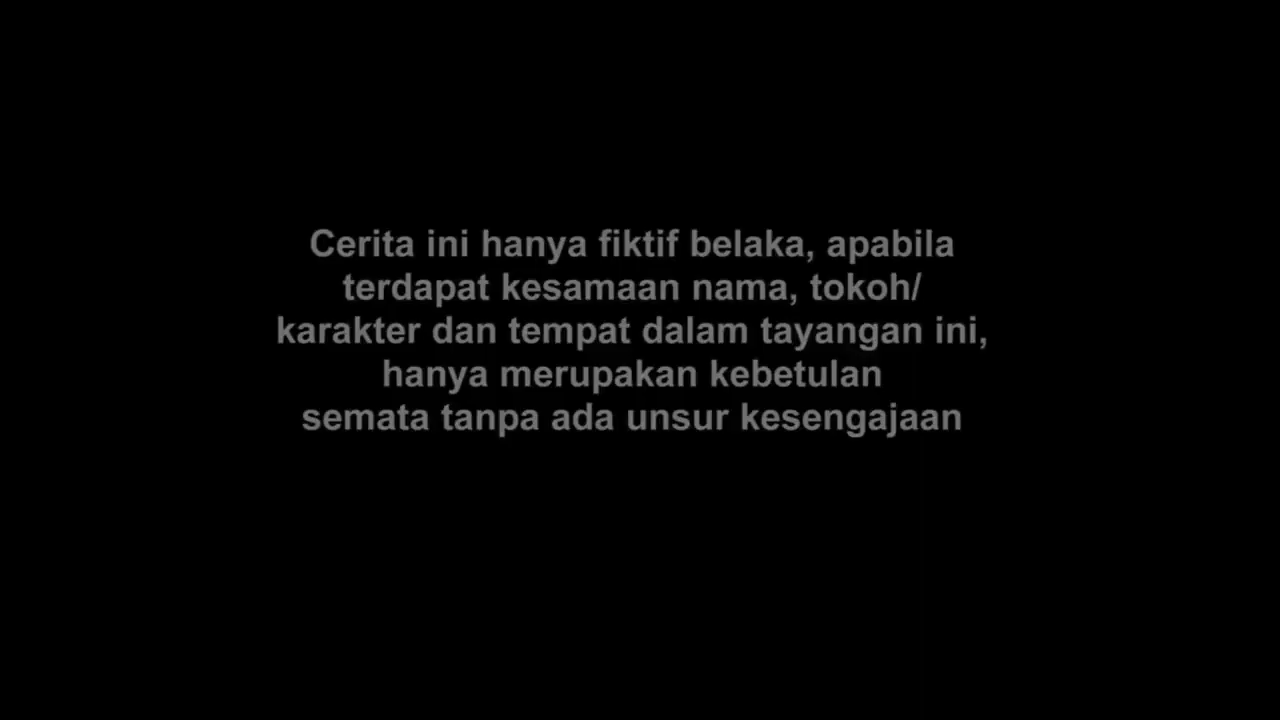 Cerita ini hanya fiktif belaka, apabila
terdapat kesamaan nama, tokoh/
karakter dan tempat dalam tayangan ini,
hanya merupakan kebetulan
semata tanpa ada unsur kesengajaan